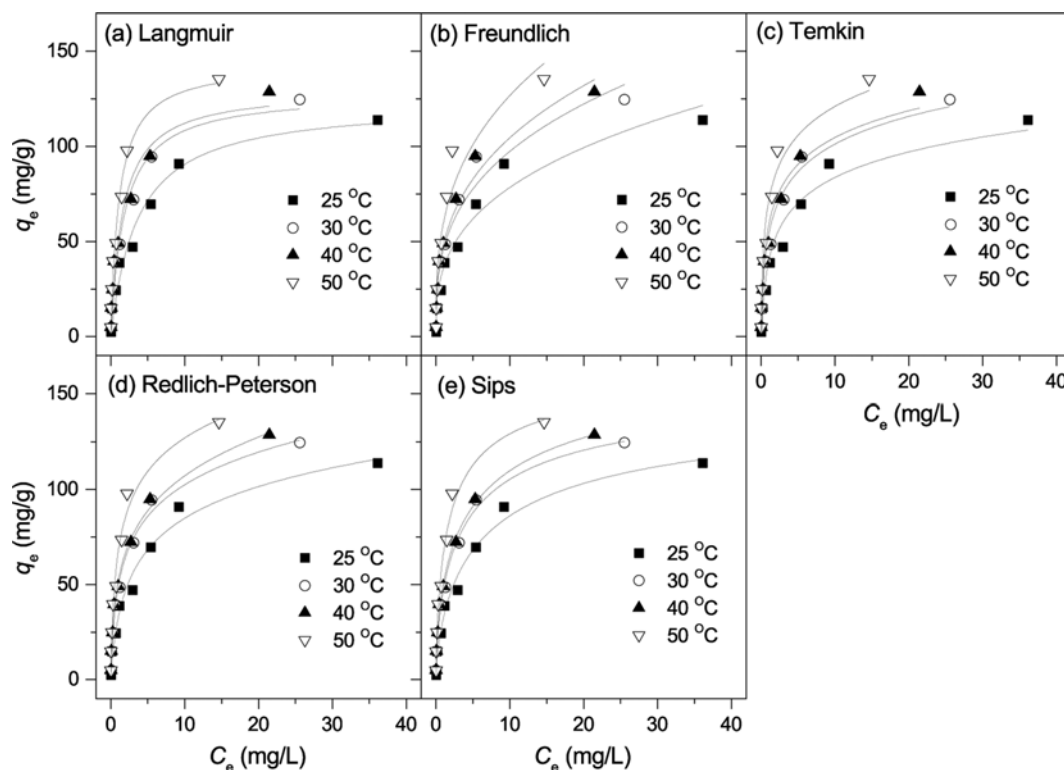 (a) Langmuir
(b) Freundlich
(c) Temkin
150
100
50
0
qe (mg/g)
25 °C
30 °C
40 °C
50 °C
25 °C
30 °C
40 °C
50 °C
25 °C
30 °C
40 °C
50 °C
0 10 20 30 40
Ce (mg/L)
(d) Redlich-Peterson
(e) Sips
150
100
50
0
qe (mg/g)
25 °C
30 °C
40 °C
50 °C
25 °C
30 °C
40 °C
50 °C
0 10 20 30 40
0 10 20 30 40
Ce (mg/L)
Ce (mg/L)